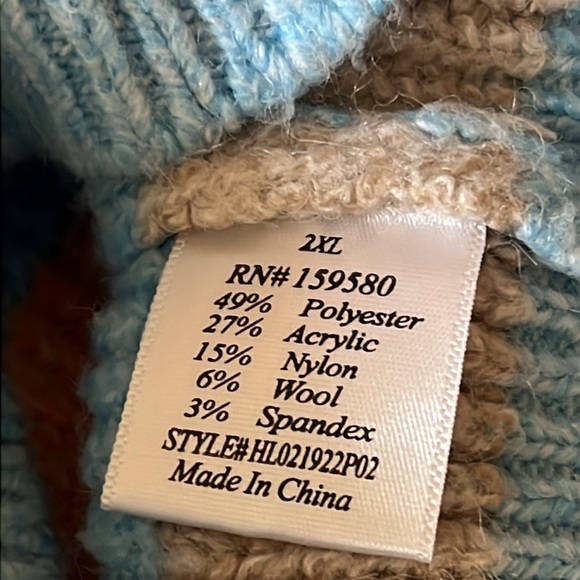 2XL
RN# 159580
49% Polyester
27% Acrylic
15% Nylon
6% Wool
3% Spandex
STYLE#HL021922P02
Made In China